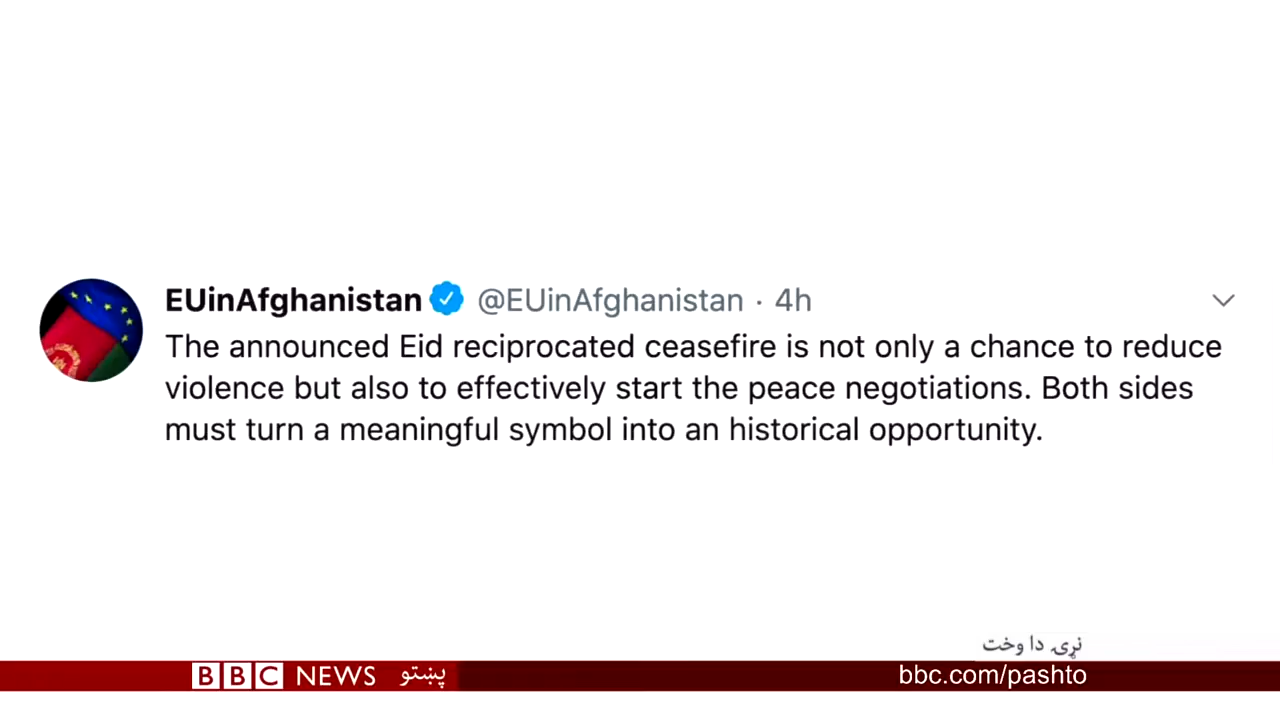 EUinAfghanistan @EUinAfghanistan · 4h
The announced Eid reciprocated ceasefire is not only a chance to reduce
violence but also to effectively start the peace negotiations. Both sides
must turn a meaningful symbol into an historical opportunity.
نړۍ دا وخت
BBC NEWS پښتو
bbc.com/pashto